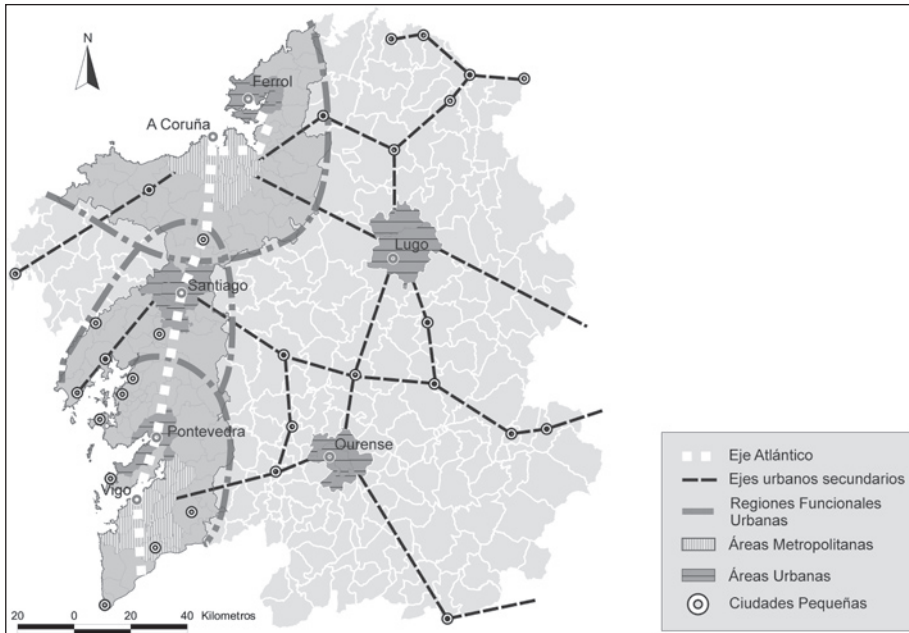 N
Ferrol
A Coruña
Lugo
Santiago
Pontevedra
Ourense
Vigo
20 0 20 40 Kilometros
Eje Atlántico
Ejes urbanos secundarios
Regiones Funcionales
Urbanas
Áreas Metropolitanas
Áreas Urbanas
Ciudades Pequeñas